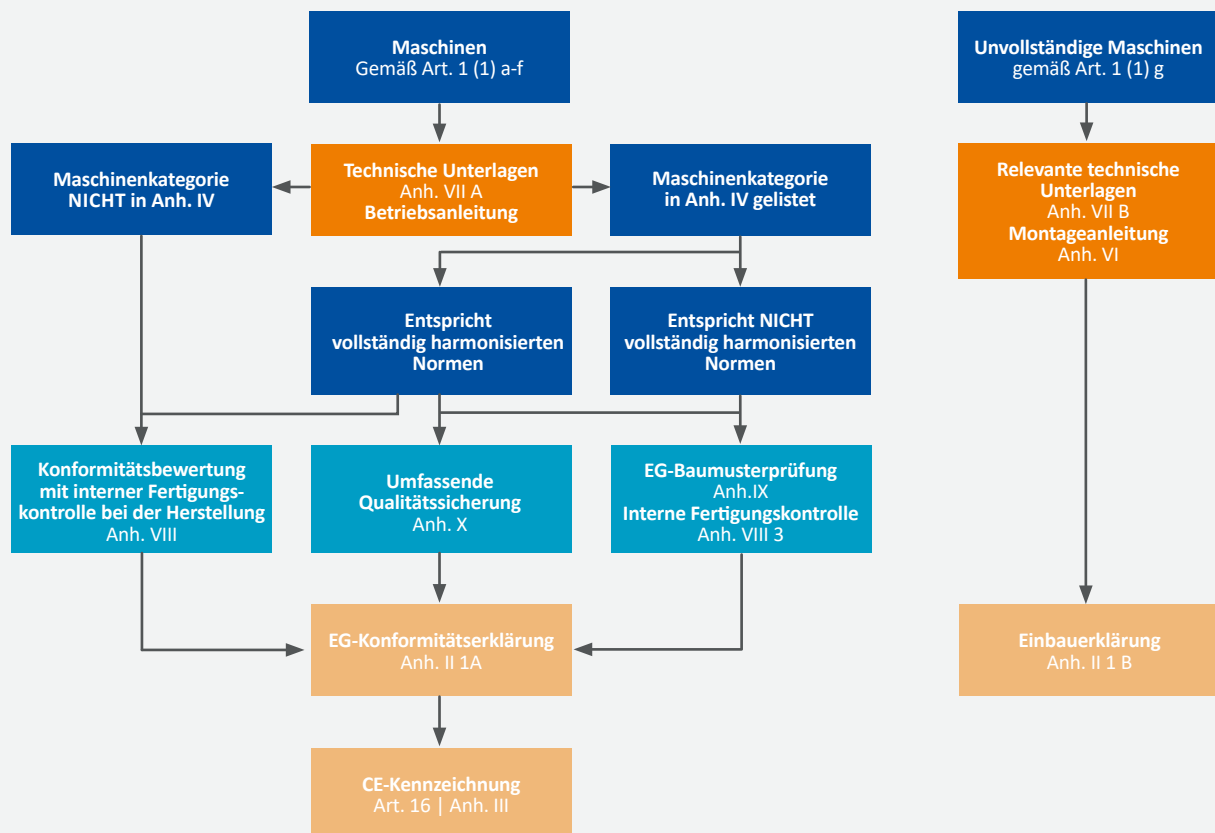 Maschinen
Gemäß Art. 1 (1) a-f
Unvollständige Maschinen
gemäß Art. 1 (1) g
Maschinenkategorie
NICHT in Anh. IV
Technische Unterlagen
Anh. VII A
Betriebsanleitung
Maschinenkategorie
in Anh. IV gelistet
Relevante technische
Unterlagen
Anh. VII B
Montageanleitung
Anh. VI
Entspricht
vollständig harmonisierten
Normen
Entspricht NICHT
vollständig harmonisierten
Normen
Konformitätsbewertung
mit interner Fertigungs-
kontrolle bei der Herstellung
Anh. VIII
Umfassende
Qualitätssicherung
Anh. X
EG-Baumusterprüfung
Anh.IX
Interne Fertigungskontrolle
Anh. VIII 3
EG-Konformitätserklärung
Anh. II 1A
Einbauerklärung
Anh. II 1 B
CE-Kennzeichnung
Art. 16 | Anh. III